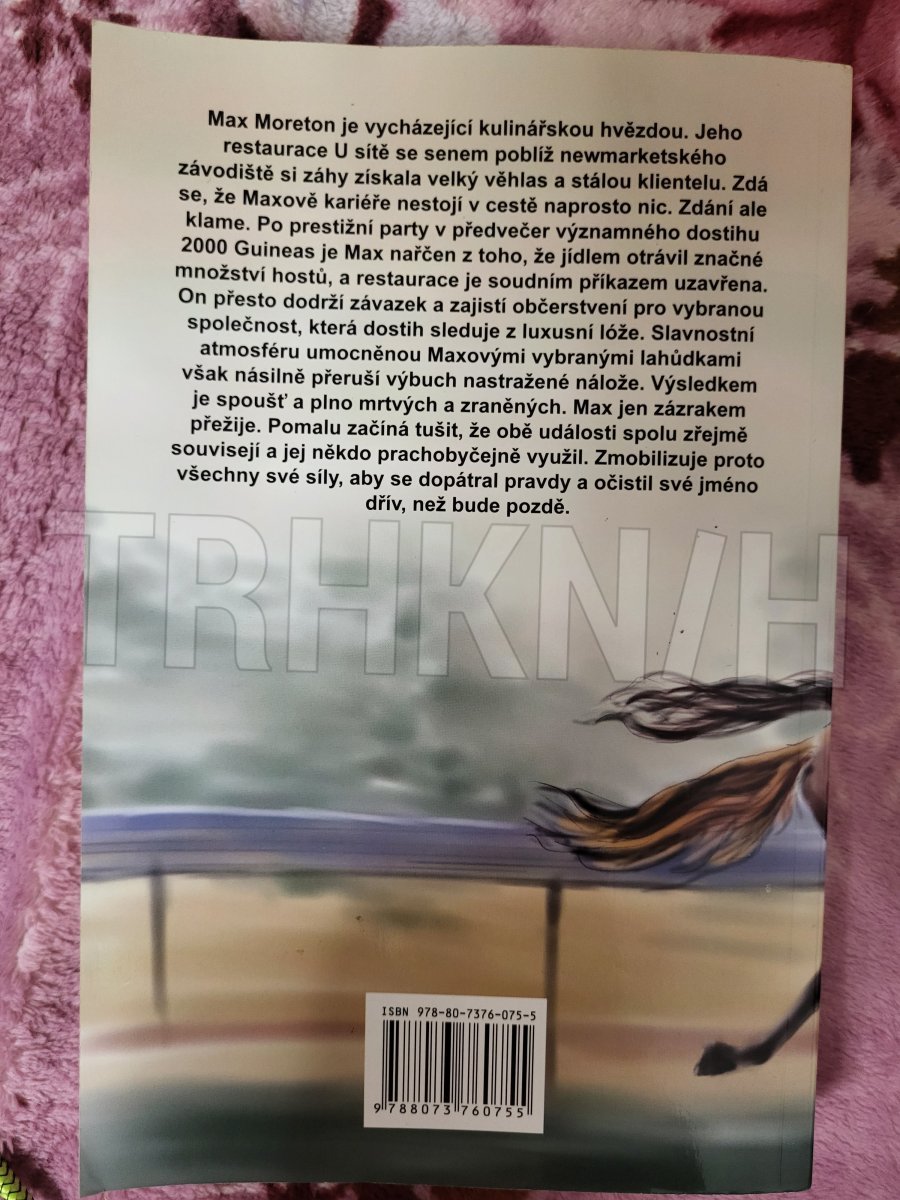 Max Moreton je vycházející kulinářskou hvězdou. Jeho
restaurace U sítě se senem poblíž newmarketského
závodiště si záhy získala velký věhlas a stálou klientelu. Zdá
se, že Maxově kariéře nestojí v cestě naprosto nic. Zdání ale
klame. Po prestižní party v předvečer významného dostihu
2000 Guineas je Max nařčen z toho, že jídlem otrávil značné
množství hostů, a restaurace je soudním příkazem uzavřena.
On přesto dodrží závazek a zajistí občerstvení pro vybranou
společnost, která dostih sleduje z luxusní lóže. Slavnostní
atmosféru umocněnou Maxovými vybranými lahůdkami
však násilně přeruší výbuch nastražené nálože. Výsledkem
je spoušť a plno mrtvých a zraněných. Max jen zázrakem
přežije. Pomalu začíná tušit, že obě události spolu zřejmě
souvisejí a jej někdo prachobyčejně využil. Zmobilizuje proto
všechny své síly, aby se dopátral pravdy a očistil své jméno
dřív, než bude pozdě.
TRHKN/H
ISBN 978-80-7376-075-5
9 788073 760755